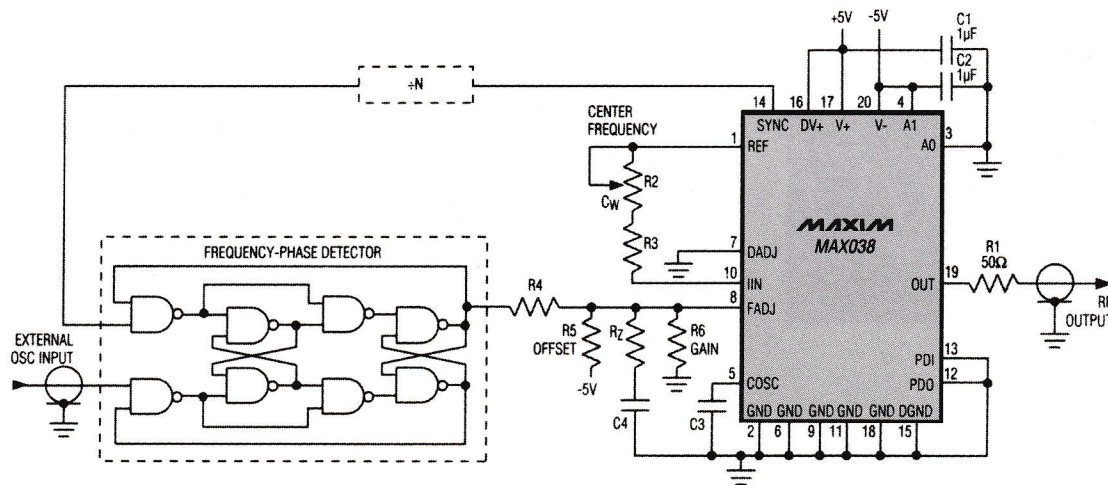 +5V
-5V
C1
1µF
C2
1µF
÷N
14
16
17
20
4
SYNC
DV+
V+
V-
A1
CENTER
FREQUENCY
1
REF
A0
3
R2
CW
R3
MAXIM
MAX038
7
DADJ
FREQUENCY-PHASE DETECTOR
R1
50Ω
10
IIN
OUT
19
R4
8
FADJ
RF
OUTPUT
EXTERNAL
OSC INPUT
R5
OFFSET
RZ
R6
GAIN
-5V
PDI
13
5
COSC
PDO
12
C4
C3
GND
GND
GND
GND
GND
DGND
2
6
9
11
18
15